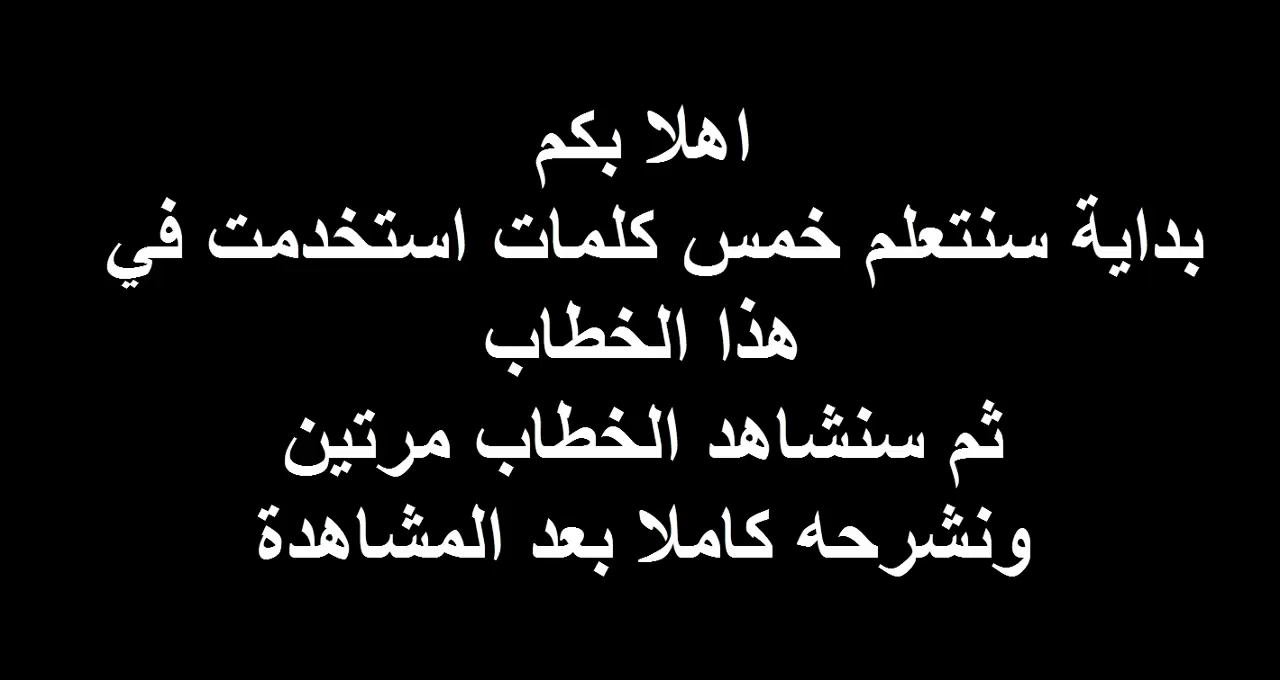 اهلا بكم
بداية سنتعلم خمس كلمات استخدمت في
هذا الخطاب
ثم سنشاهد الخطاب مرتين
ونشرحه كاملا بعد المشاهدة